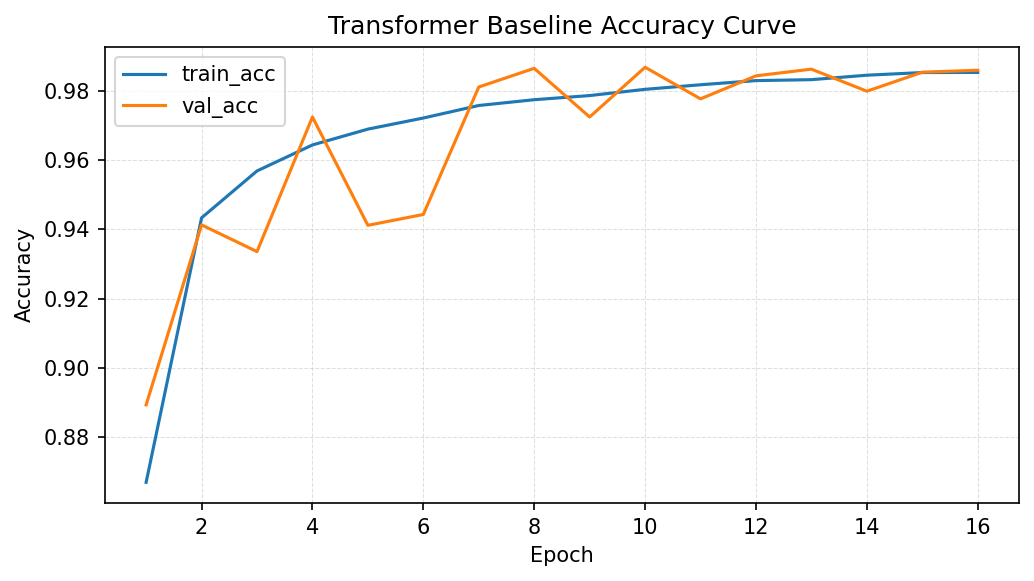 Transformer Baseline Accuracy Curve
train_acc
val_acc
Accuracy
0.98
0.96
0.94
0.92
0.90
0.88
2 4 6 8 10 12 14 16
Epoch